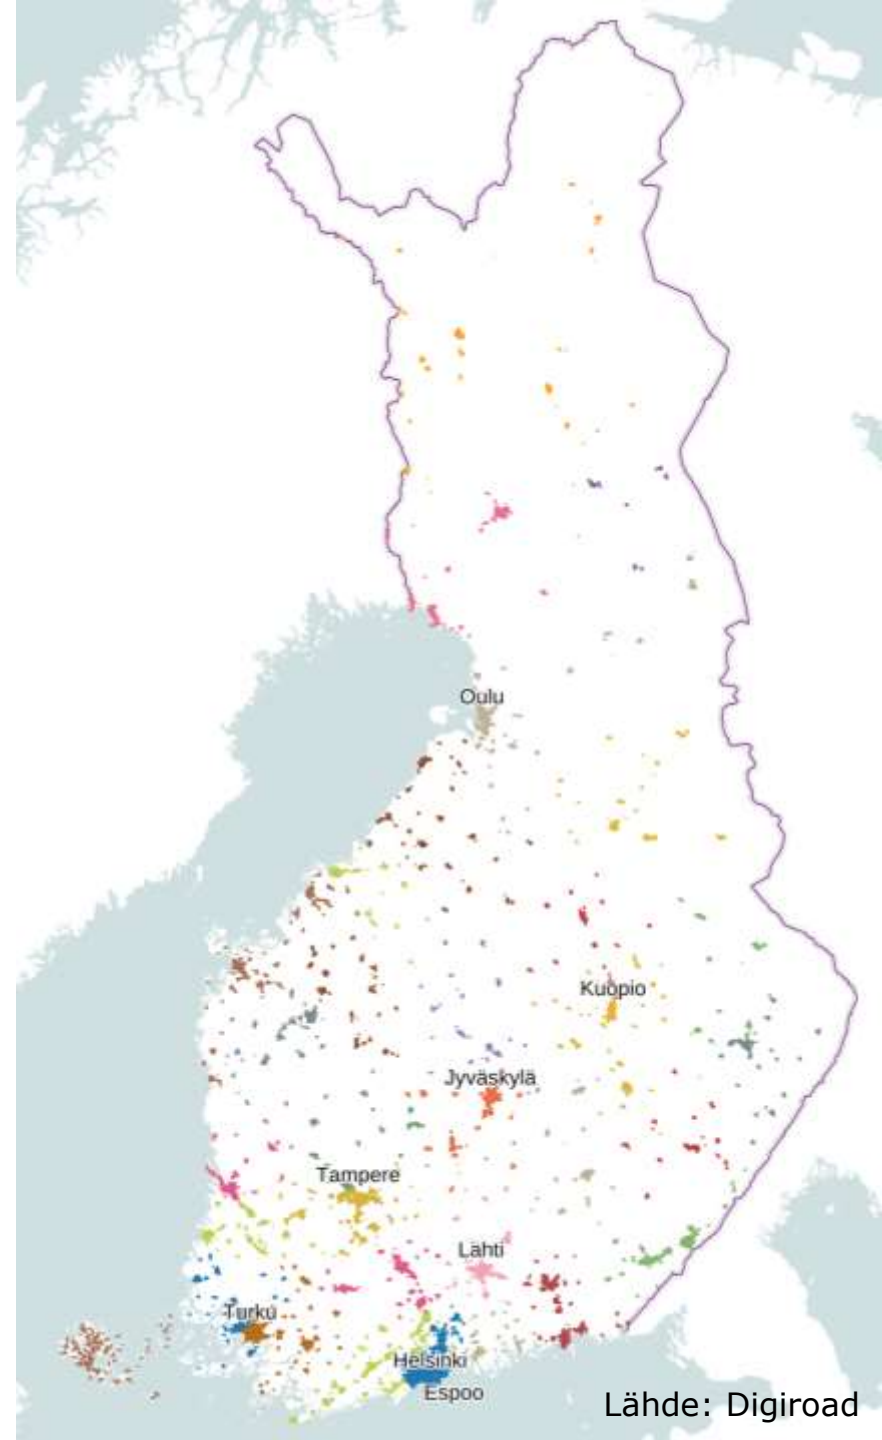 Oulu
Kuopio
Jyväskylä
Tampere
Lahti
Turku
Helsinki
Espoo
Lähde: Digiroad